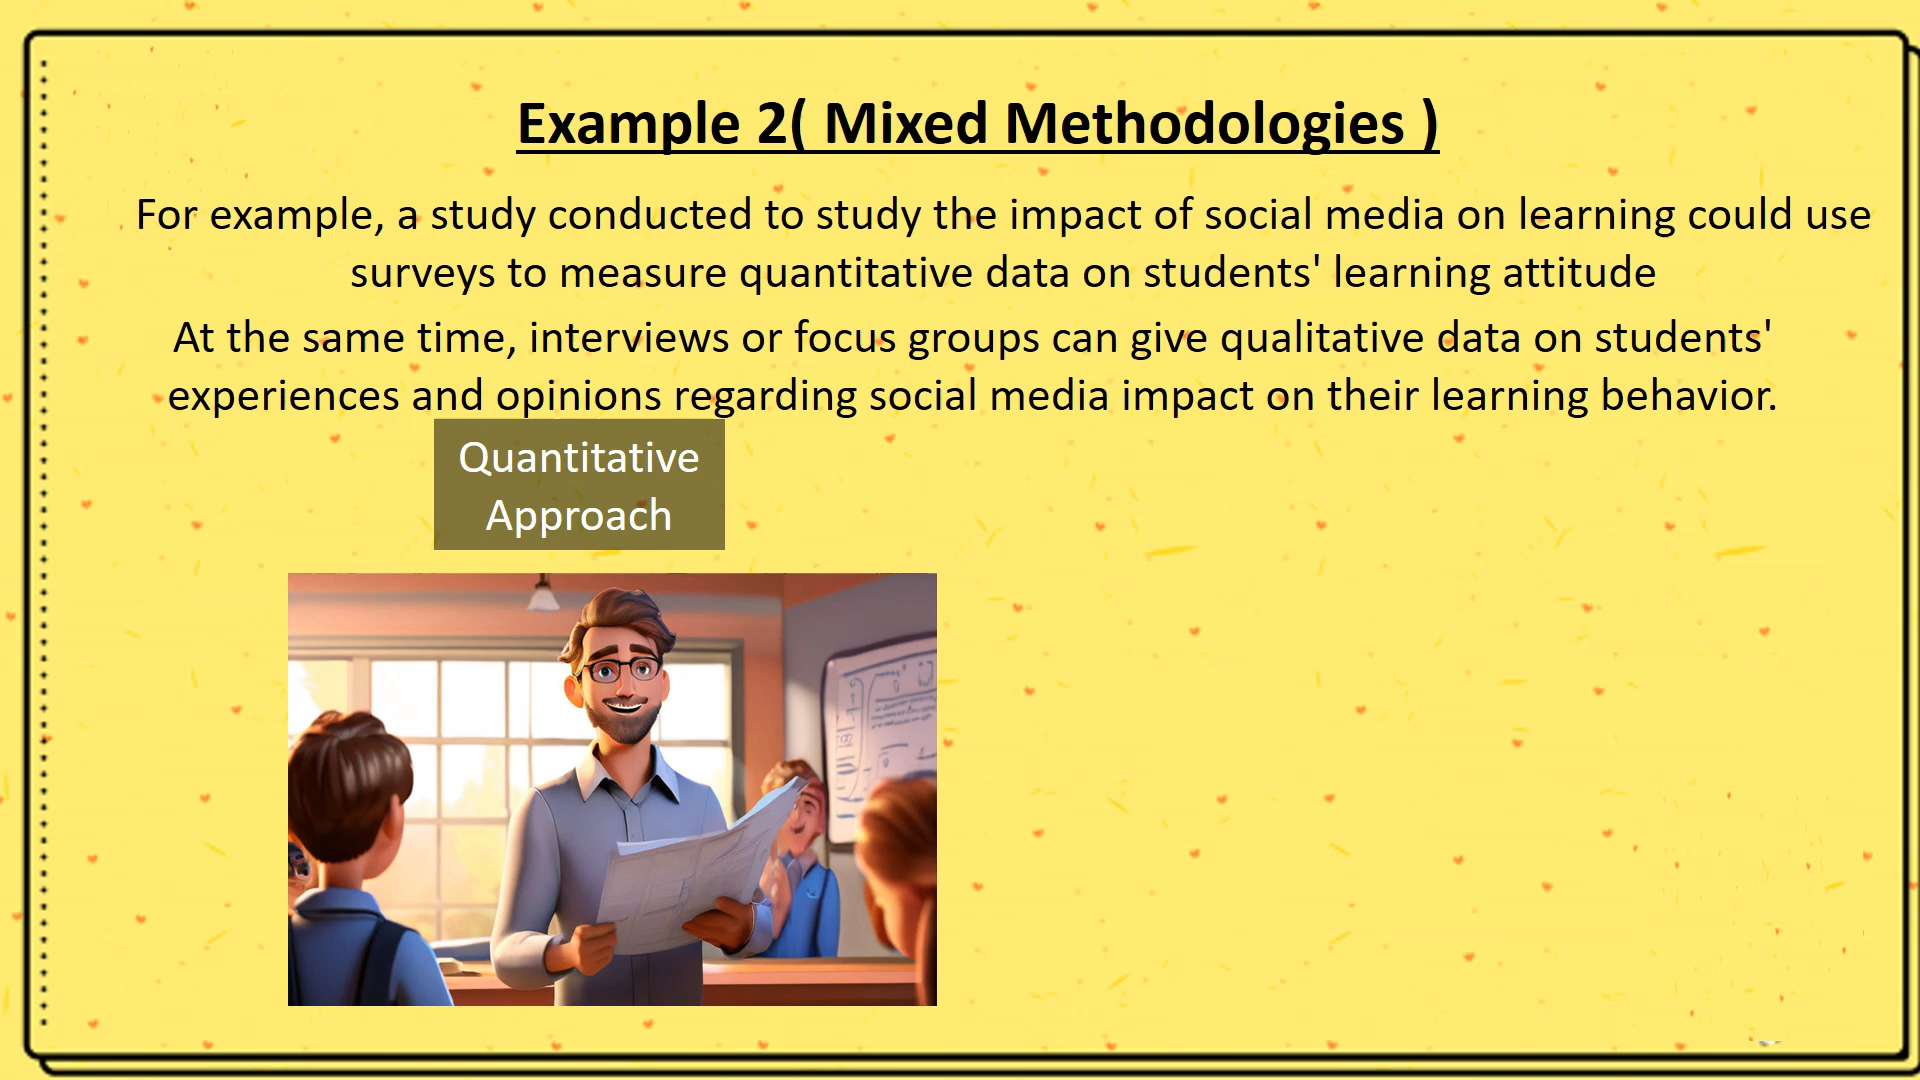 Example 2( Mixed Methodologies )
For example, a study conducted to study the impact of social media on learning could use
surveys to measure quantitative data on students' learning attitude
At the same time, interviews or focus groups can give qualitative data on students'
experiences and opinions regarding social media impact on their learning behavior.
Quantitative
Approach